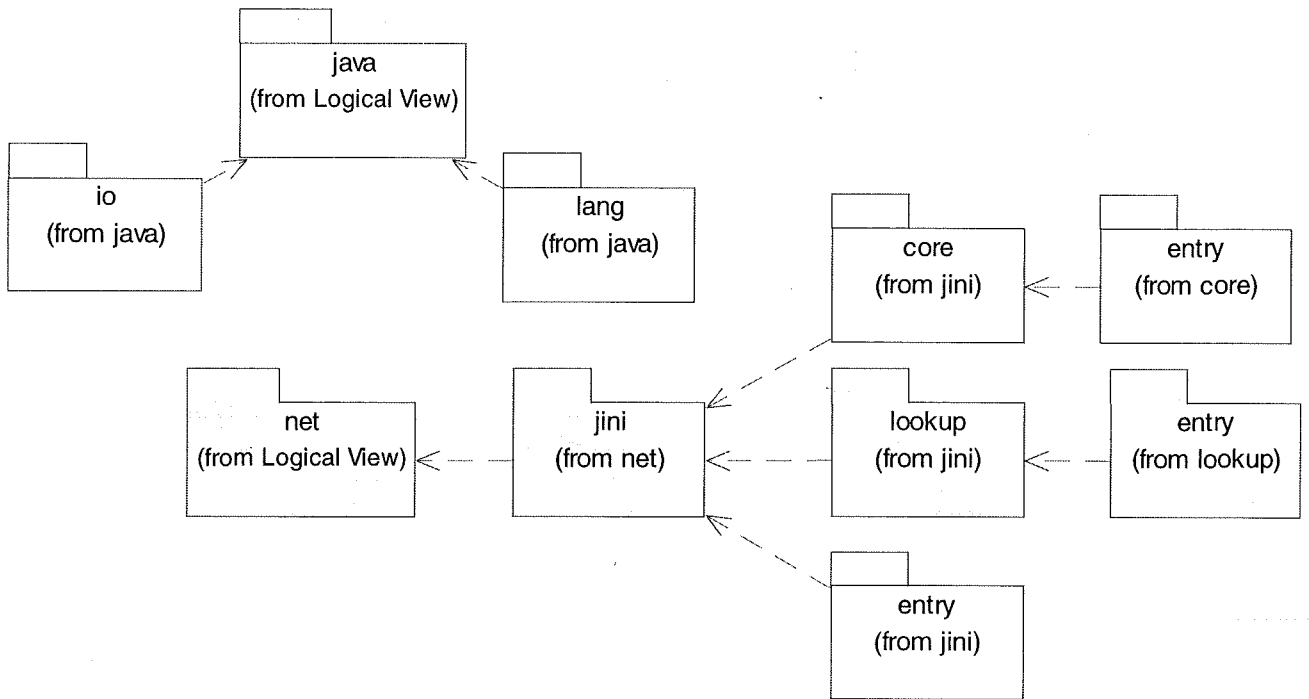 java
(from Logical View)
io
(from java)
lang
(from java)
core
(from jini)
entry
(from core)
net
(from Logical View)
jini
(from net)
lookup
(from jini)
entry
(from lookup)
entry
(from jini)